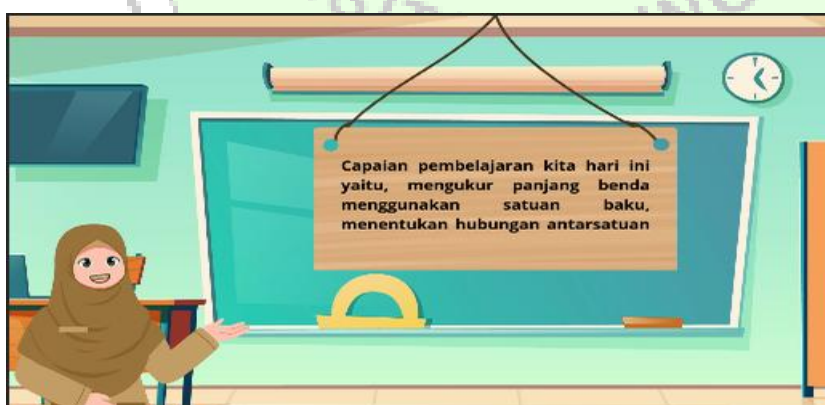 Capaian pembelajaran kita hari ini
yaitu, mengukur panjang benda
menggunakan satuan baku,
menentukan hubungan antarsatuan